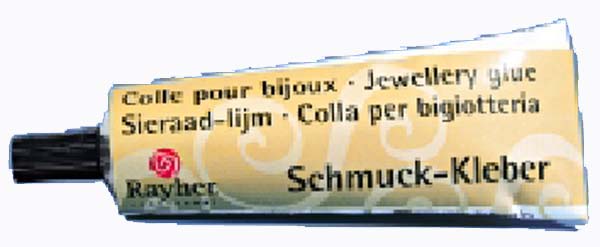 Colle pour bijoux · Jewellery glue
Sieraad-lijm · Colla per bigiotteria
Rayher
Schmuck-Kleber